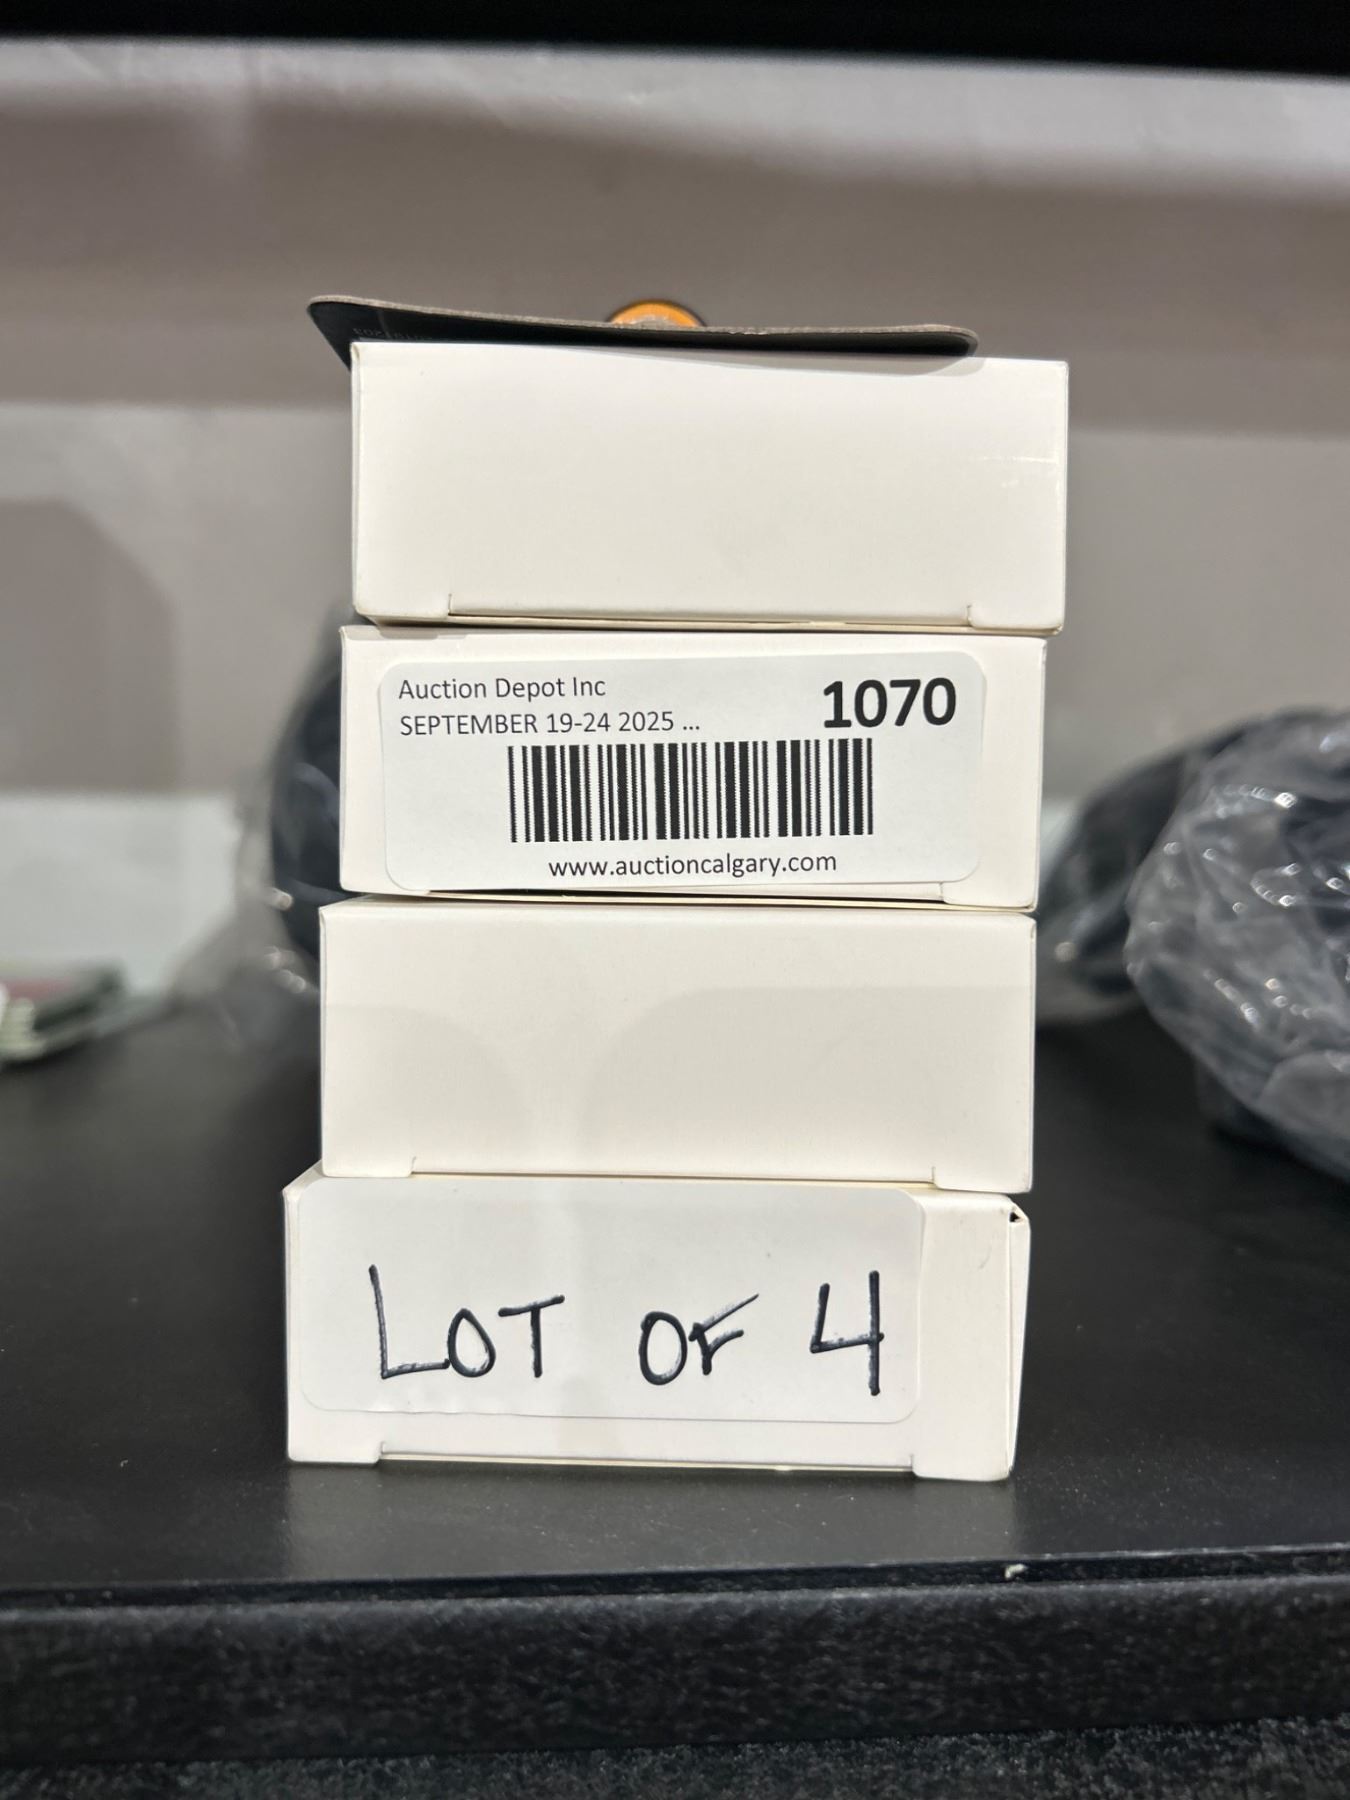 Auction Depot Inc
1070
SEPTEMBER 19-24 2025 ...
www.auctioncalgary.com
LOT OF 4